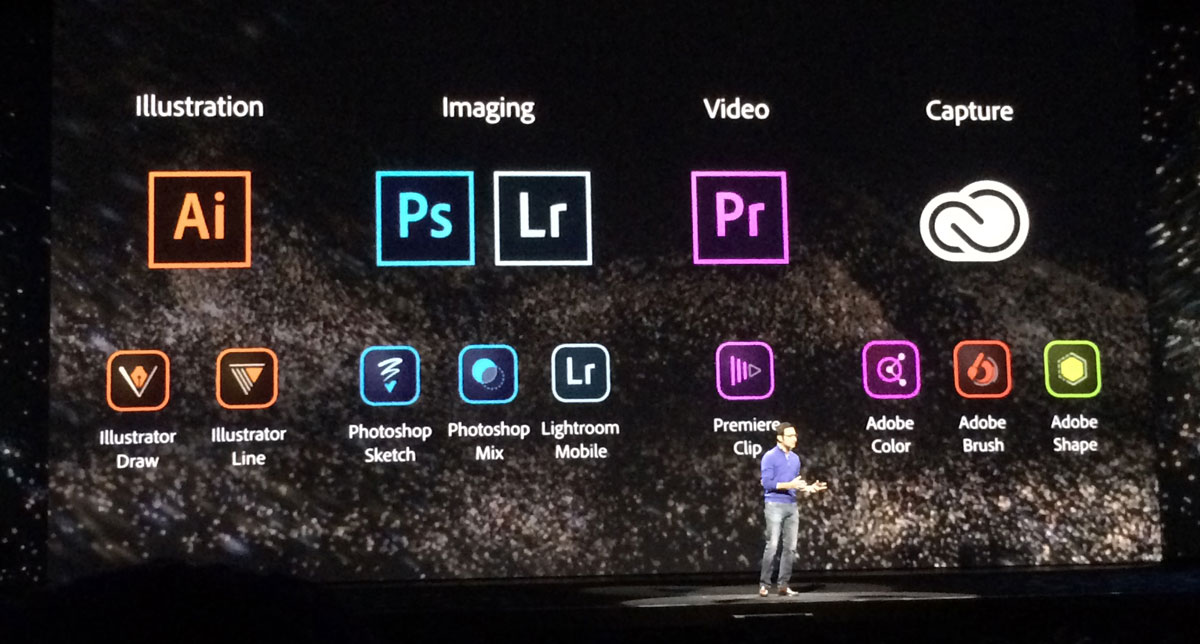 Illustration
Imaging
Video
Capture
Ai
Ps
Lr
Pr
Lr
Illustrator
Draw
Illustrator
Line
Photoshop
Sketch
Photoshop
Mix
Lightroom
Mobile
Premiere
Clip
Adobe
Color
Adobe
Brush
Adobe
Shape